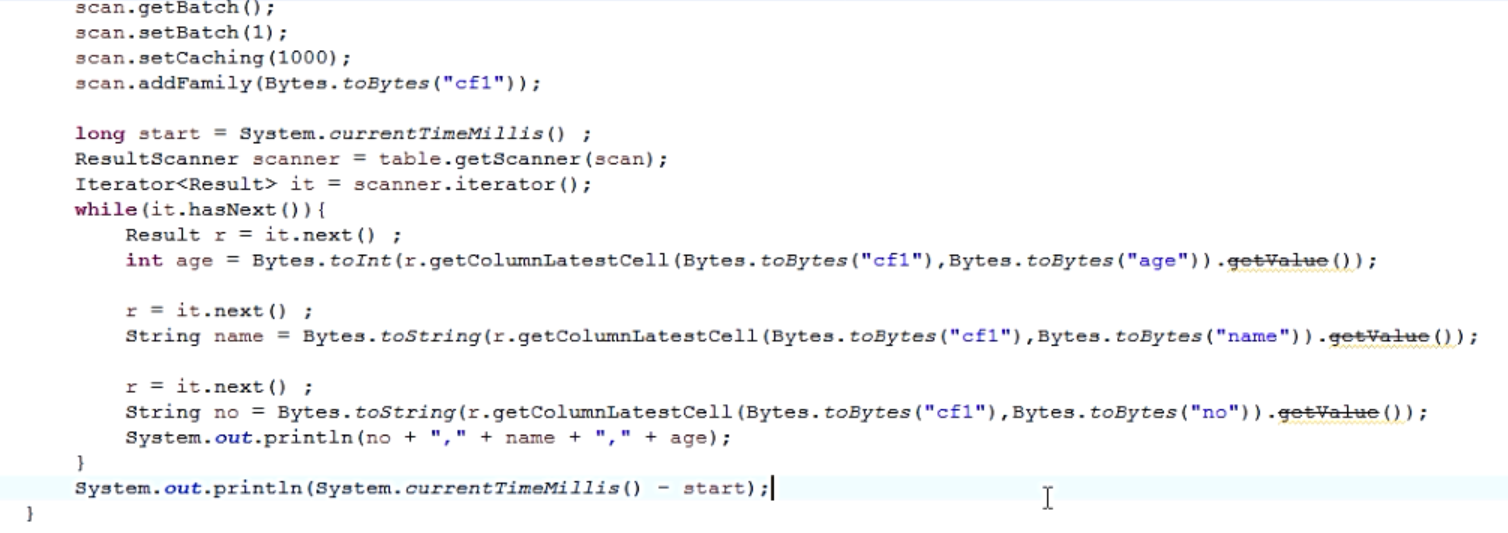 scan.getBatch();
scan.setBatch(1);
scan.setCaching(1000);
scan.addFamily(Bytes.toBytes("cf1"));
long start = System.currentTimeMillis() ;
ResultScanner scanner = table.getScanner(scan);
Iterator<Result> it = scanner.iterator();
while(it.hasNext()){
Result r = it.next() ;
int age = Bytes.toInt(r.getColumnLatestCell(Bytes.toBytes("cf1"),Bytes.toBytes("age")).getValue());
r = it.next() ;
String name = Bytes.toString(r.getColumnLatestCell(Bytes.toBytes("cf1"),Bytes.toBytes("name")).getValue());
r = it.next() ;
String no = Bytes.toString(r.getColumnLatestCell(Bytes.toBytes("cf1"),Bytes.toBytes("no")).getValue());
System.out.println(no + "," + name + "," + age);
}
System.out.println(System.currentTimeMillis() - start);
}